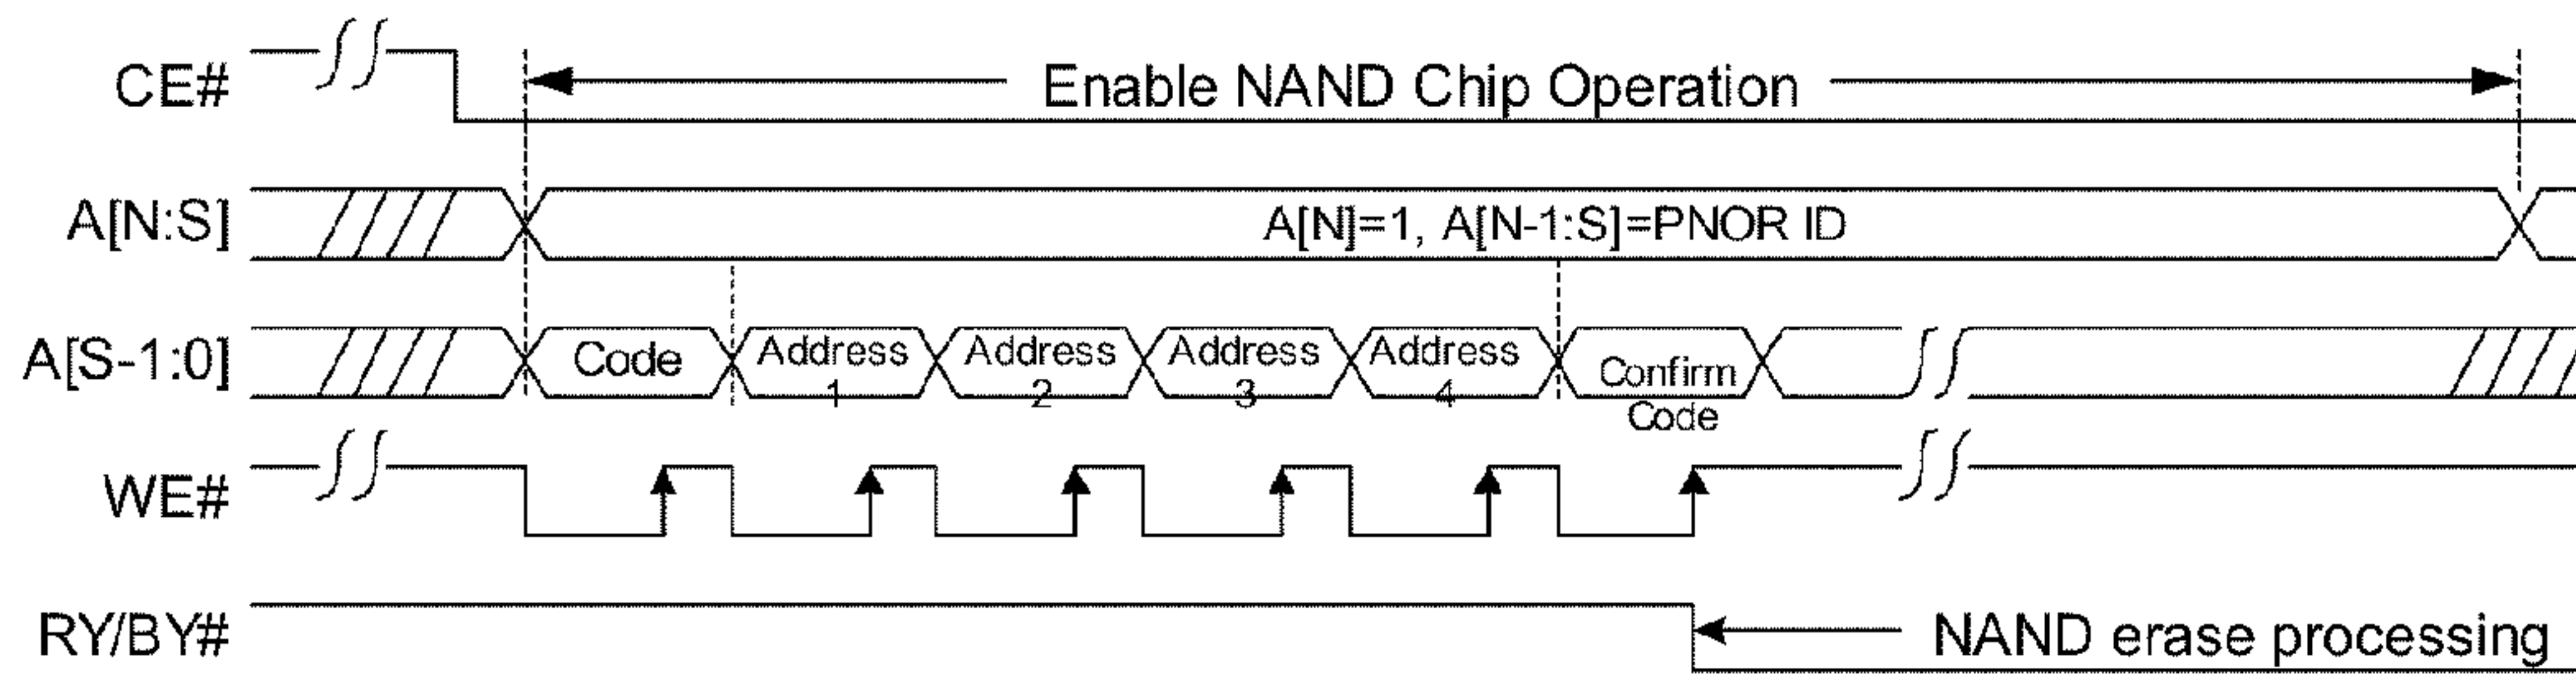 CE#
Enable NAND Chip Operation
A[N:S]
A[N]=1, A[N-1:S]=PNOR ID
A[S-1:0]
Code
Address 1
Address 2
Address 3
Address 4
Confirm Code
WE#
RY/BY#
NAND erase processing